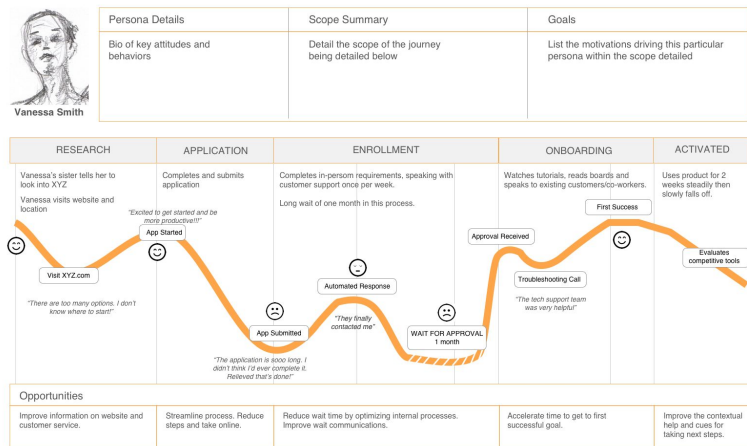 Persona Details
Scope Summary
Goals
Bio of key attitudes and
behaviors
Detail the scope of the journey
being detailed below
List the motivations driving this particular
persona within the scope detailed
Vanessa Smith
RESEARCH
APPLICATION
ENROLLMENT
ONBOARDING
ACTIVATED
Vanessa's sister tells her to
look into XYZ
Vanessa visits website and
location
Completes and submits
application
Completes in-persom requirements, speaking with
customer support once per week.
Long wait of one month in this process.
Watches tutorials, reads boards and
speaks to existing customers/co-workers.
Uses product for 2
weeks steadily then
slowly falls off.
"Excited to get started and be
more productive!!!"
App Started
Visit XYZ.com
"There are too many options. I don't
know where to start!"
App Submitted
"The application is sooo long, I
didn't think I'd ever complete it.
Relieved that's done!"
Automated Response
"They finally
contacted me"
WAIT FOR APPROVAL
1 month
Approval Received
Troubleshooting Call
"The tech support team
was very helpful"
First Success
Evaluates
competitive tools
Opportunities
Improve information on website and
customer service.
Streamline process. Reduce
steps and take online.
Reduce wait time by optimizing internal processes.
Improve wait communications.
Accelerate time to get to first
successful goal.
Improve the contextual
help and cues for
taking next steps.